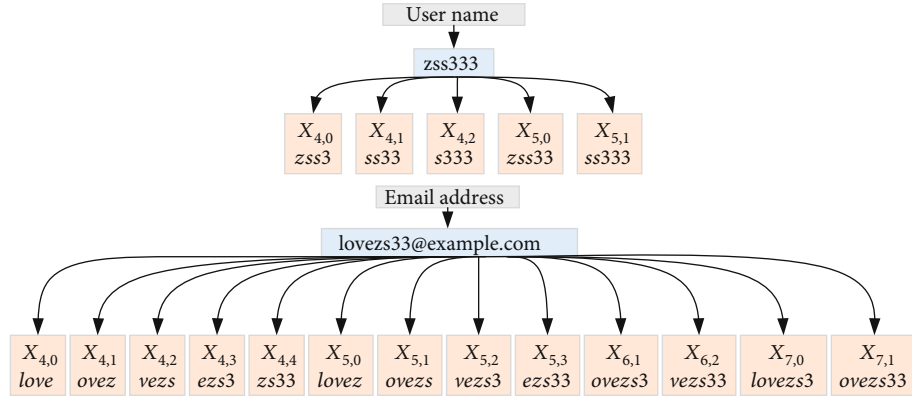 User name
zss333
X4,0 X4,1 X4,2 X5,0 X5,1
zss3 ss33 s333 zss33 ss333
Email address
lovezs33@example.com
X4,0 X4,1 X4,2 X4,3 X4,4 X5,0 X5,1 X5,2 X5,3 X6,1 X6,2 X7,0 X7,1
love ovez vezs ezs3 zs33 lovez ovezs vezs3 ezs33 ovezs3 vezs33 lovezs3 ovezs33